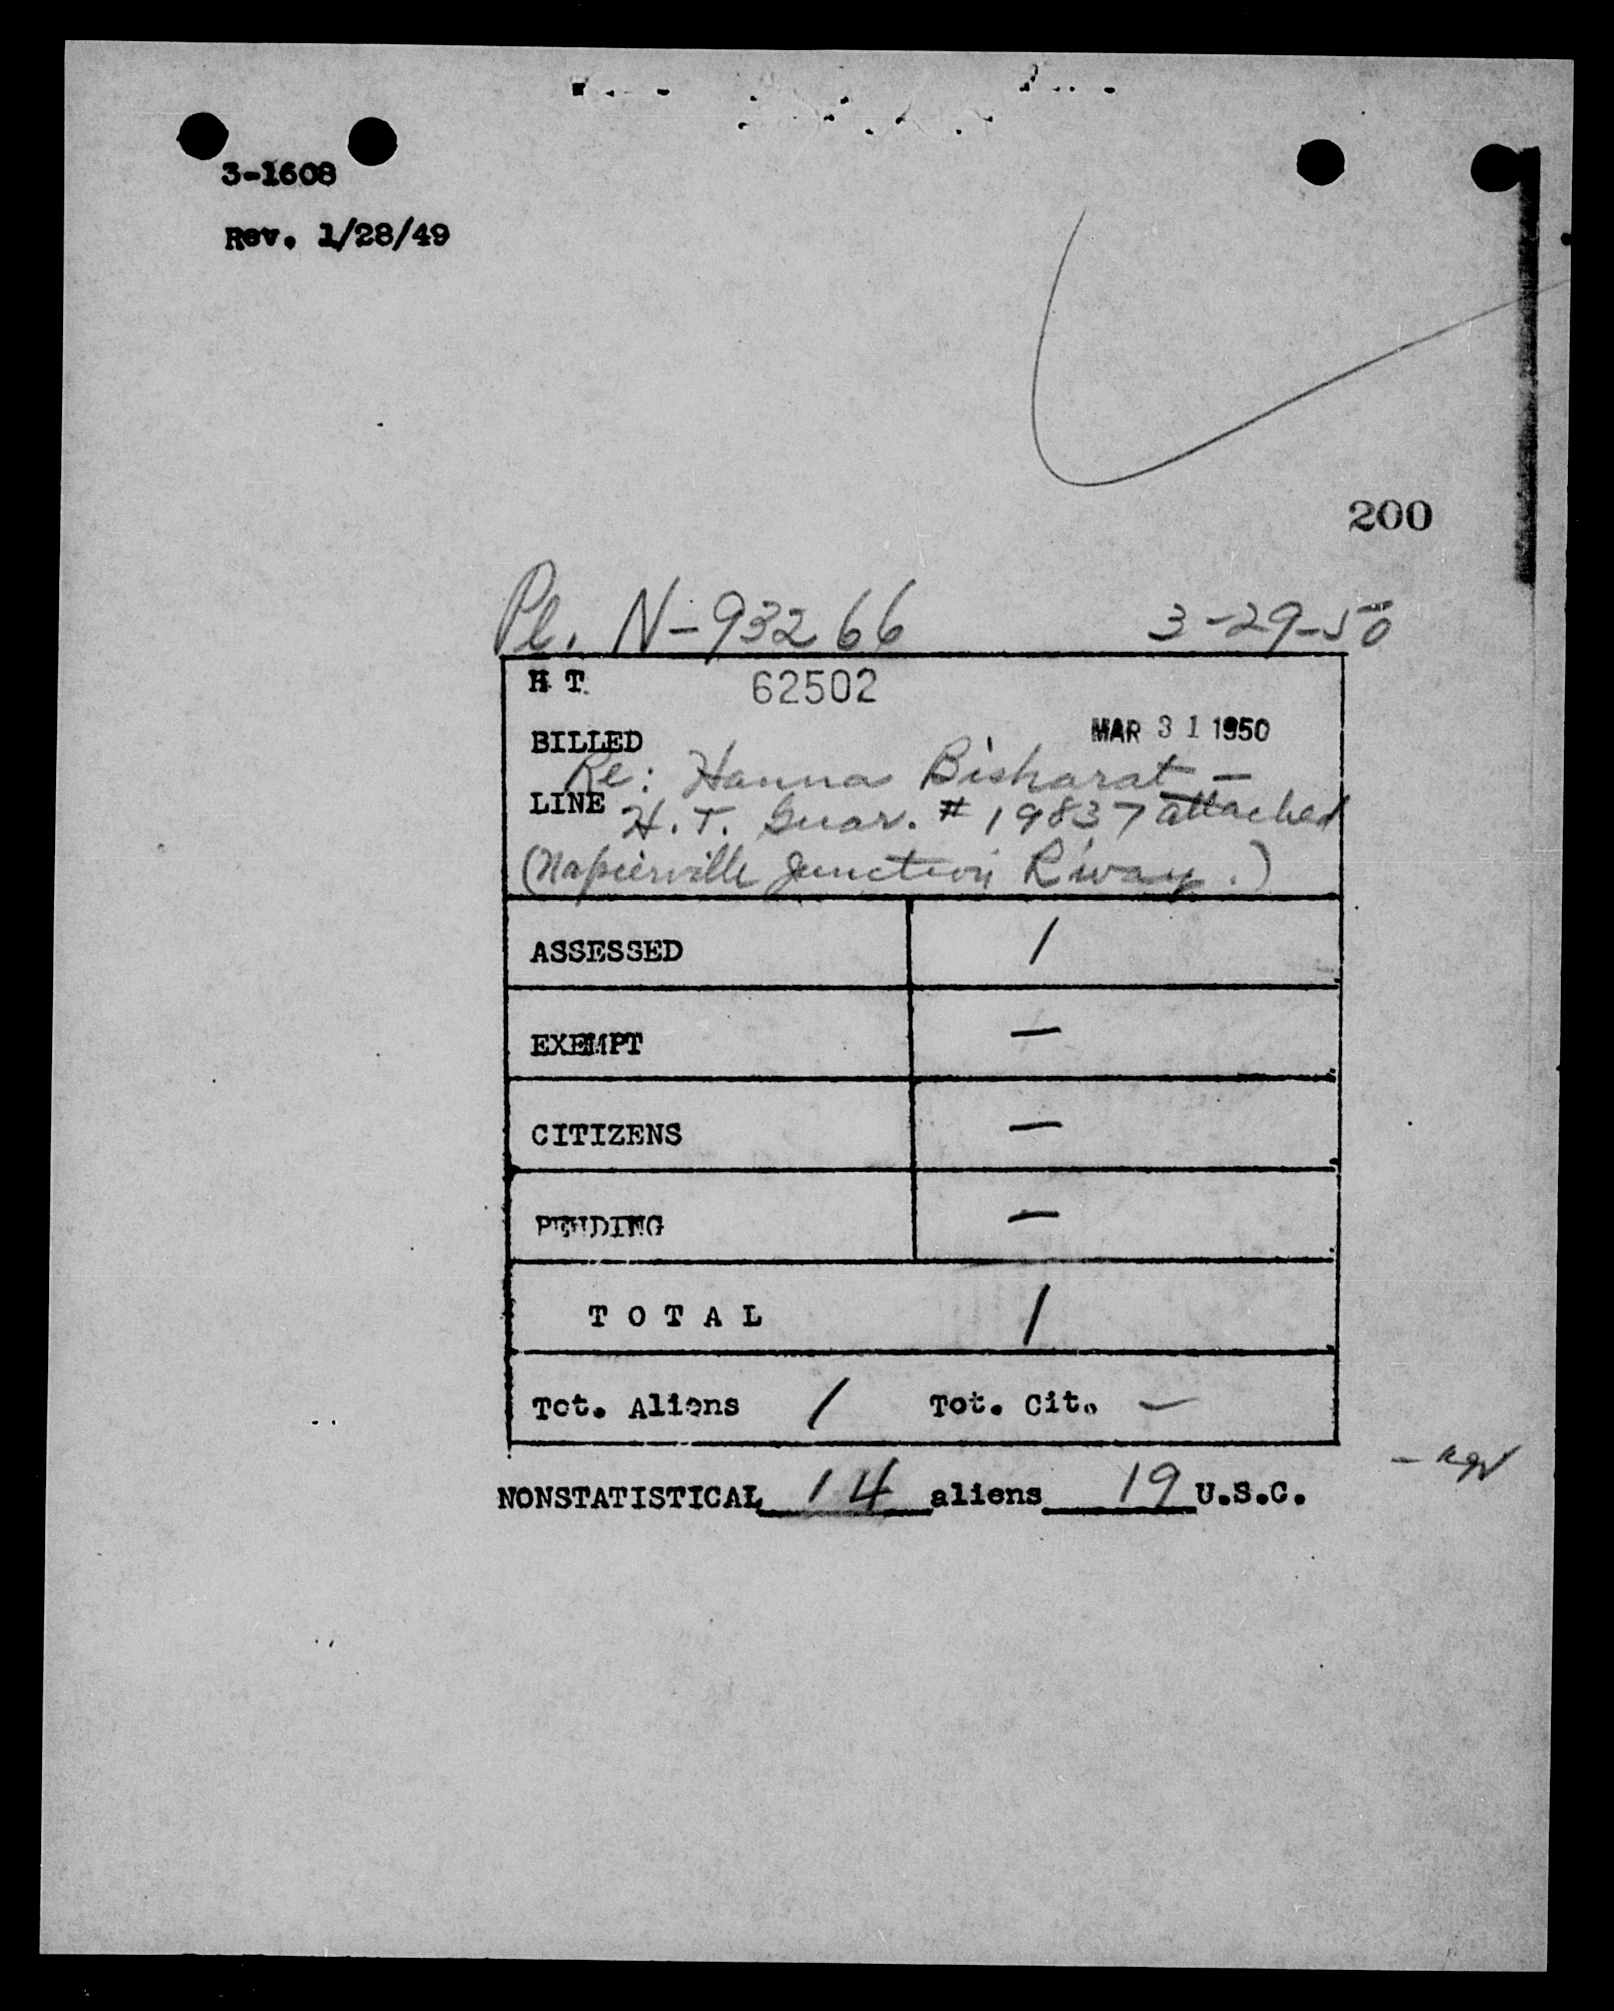 3-1608
Rev. 1/28/49
200
Pl. N-93266 3-29-50
H T. 62502
BILLED MAR 31 1950
Re: Hanna Bisharat -
LINE H. T. Guar. # 19837 attached
(Napierville Junction R'way.)
ASSESSED 1
EXEMPT —
CITIZENS —
PENDING —
T O T A L 1
Tot. Aliens 1 Tot. Cit. —
NONSTATISTICAL 14 aliens 19 U.S.C.